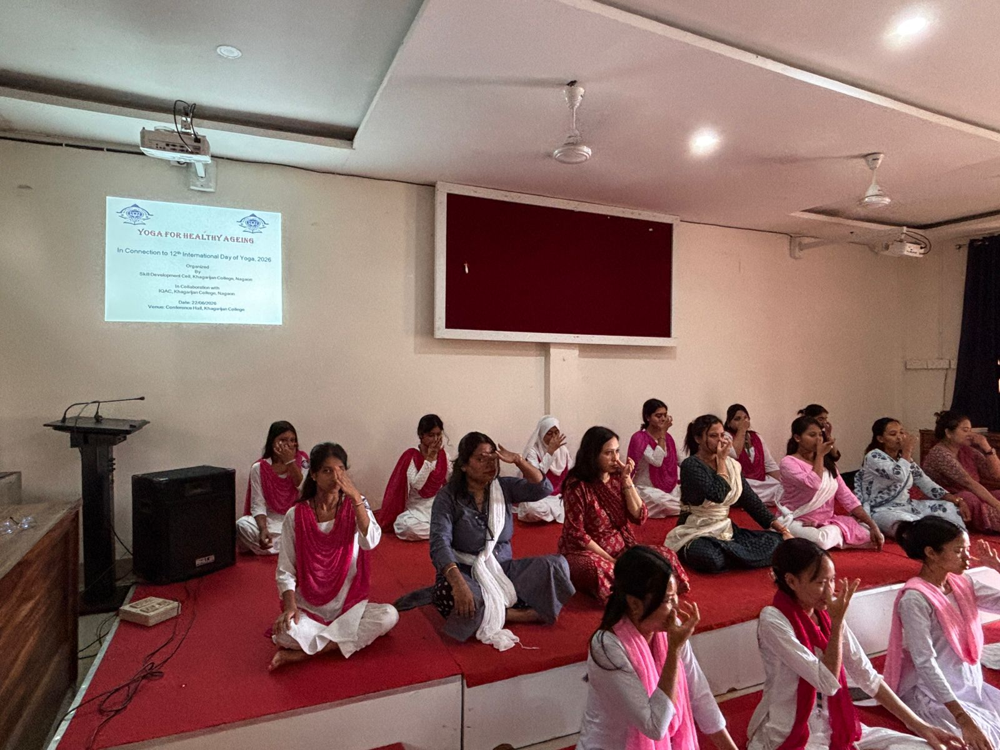 YOGA FOR HEALTHY AGEING
In Connection to 12th International Day of Yoga, 2026
Organized
By
Skill Development Cell, Khagarijan College, Nagaon
In Collaboration with
IQAC, Khagarijan College, Nagaon
Date: 22/06/2026
Venue: Conference Hall, Khagarijan College
AHUJA